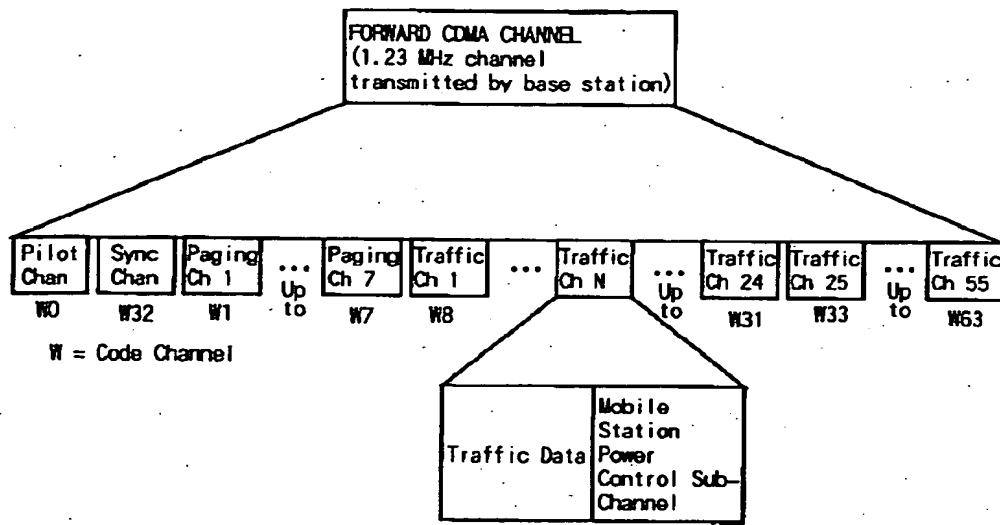 FORWARD CDMA CHANNEL
(1.23 MHz channel
transmitted by base station)
Pilot
Chan
Sync
Chan
Paging
Ch 1
...
Up
to
Paging
Ch 7
Traffic
Ch 1
...
Traffic
Ch N
...
Up
to
Traffic
Ch 24
Traffic
Ch 25
...
Up
to
Traffic
Ch 55
W0
W32
W1
W7
W8
W31
W33
W63
W = Code Channel
Traffic Data
Mobile
Station
Power
Control Sub-
Channel